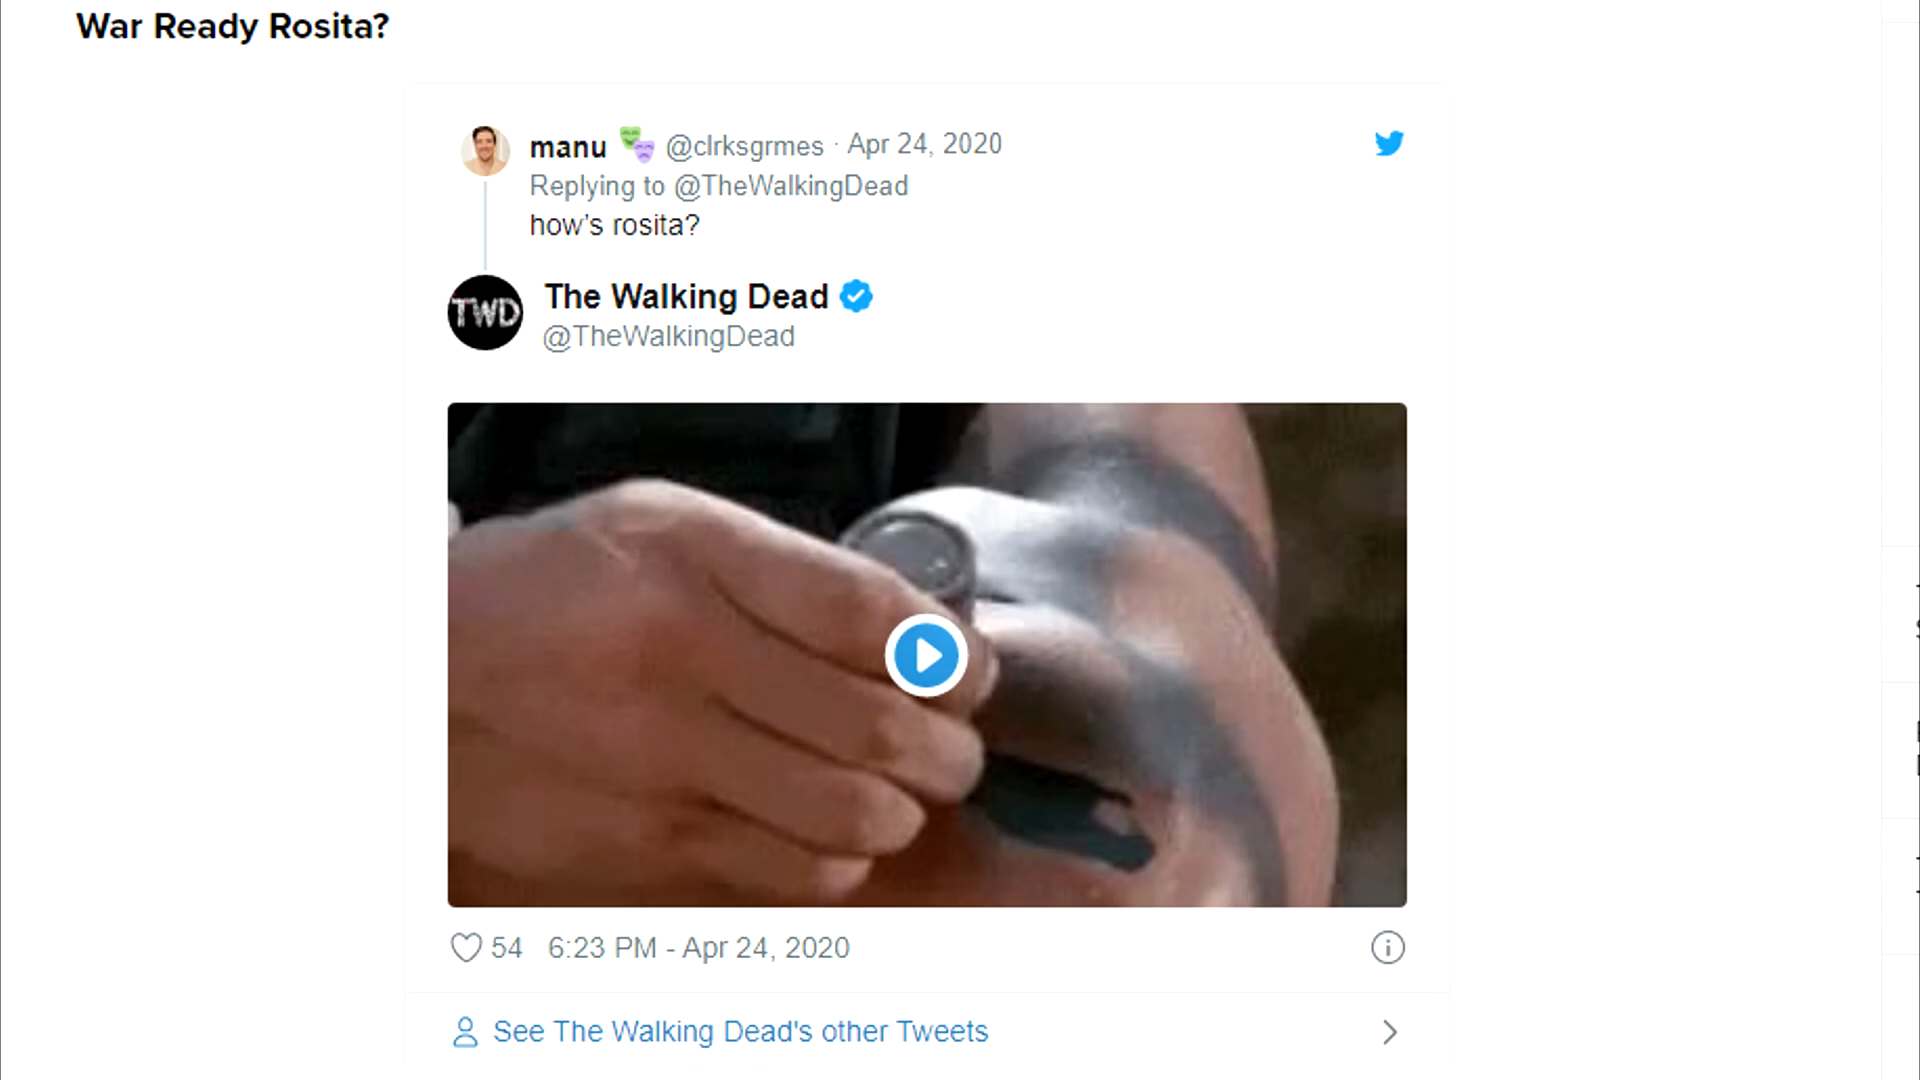 War Ready Rosita?
manu @clrksgrmes · Apr 24, 2020
Replying to @TheWalkingDead
how's rosita?
TWD
The Walking Dead
@TheWalkingDead
54 6:23 PM - Apr 24, 2020
See The Walking Dead's other Tweets